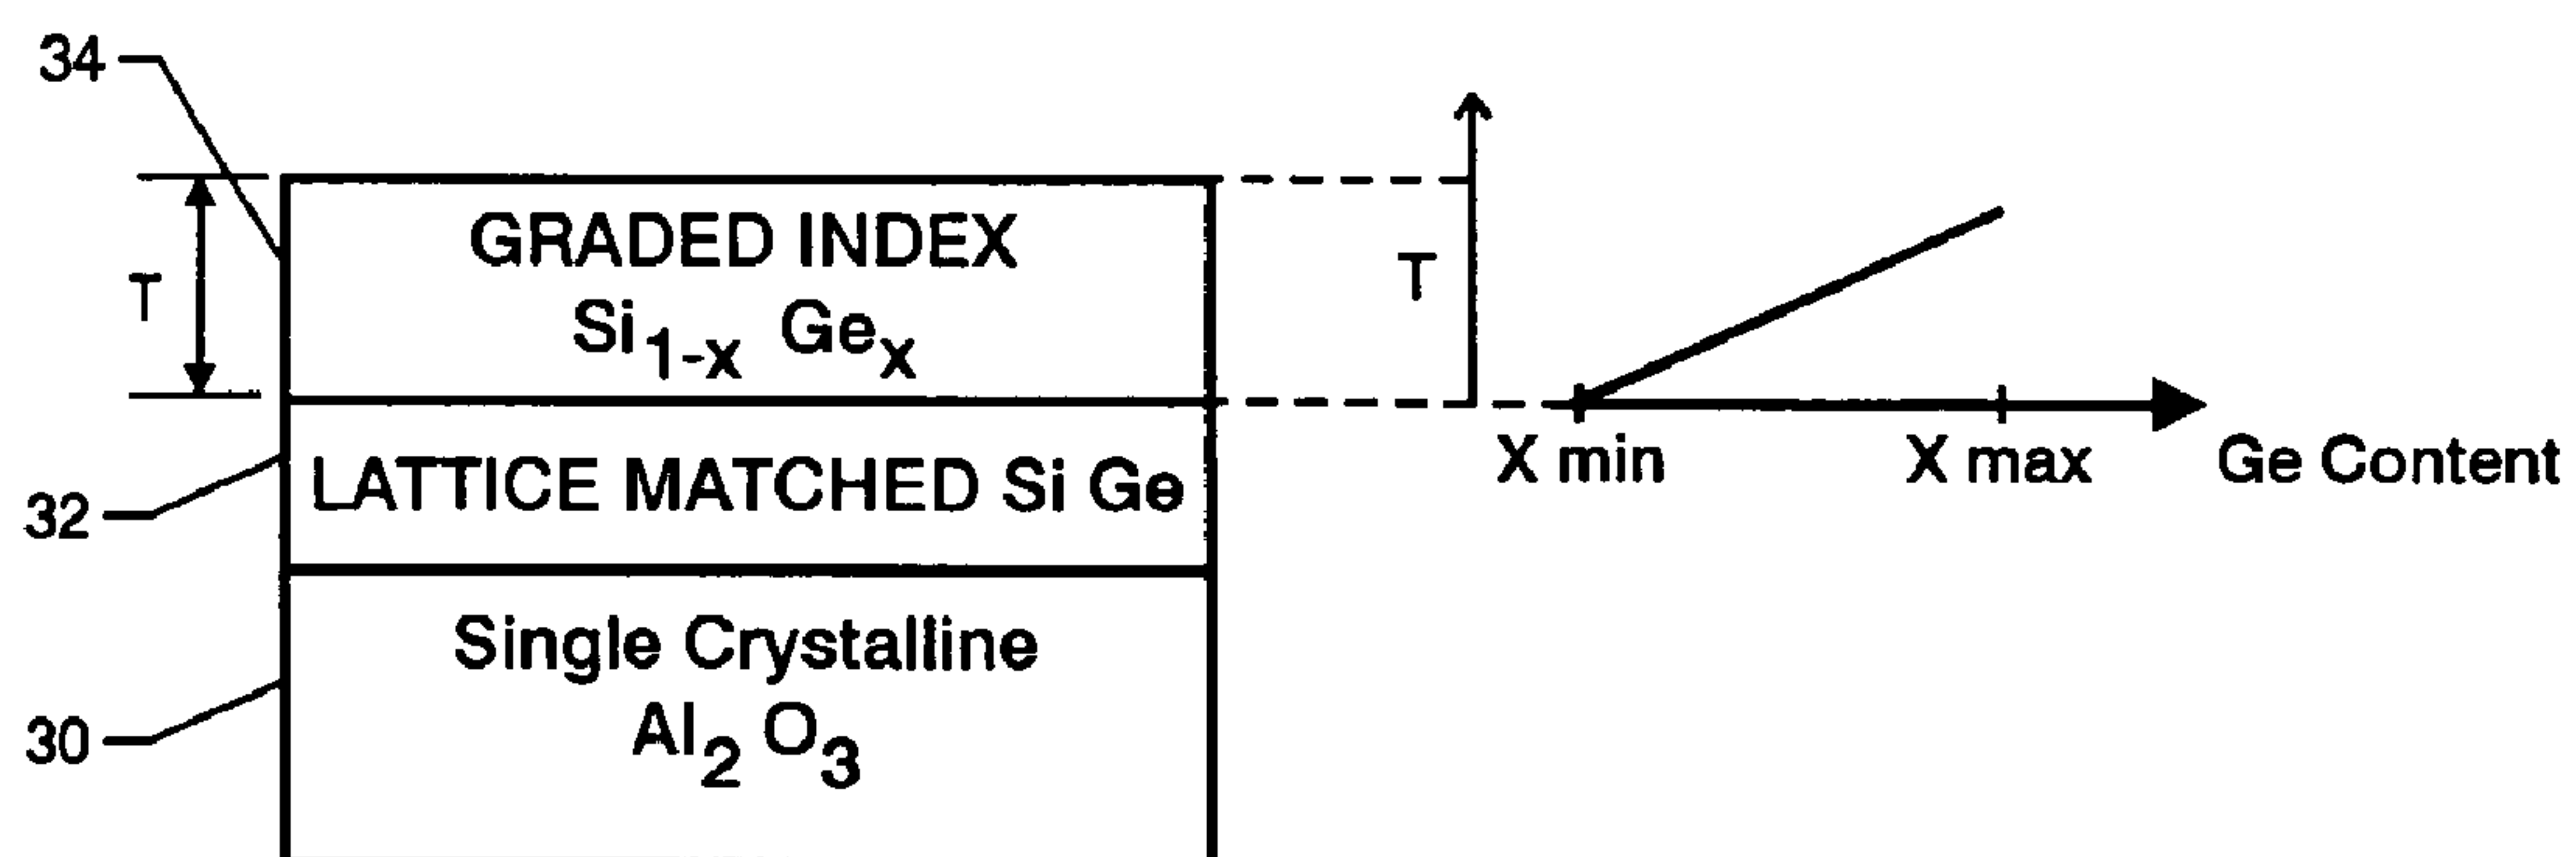 34
GRADED INDEX
Si1-x Gex
T
T
X min
X max
Ge Content
32
LATTICE MATCHED Si Ge
Single Crystalline
Al2 O3
30